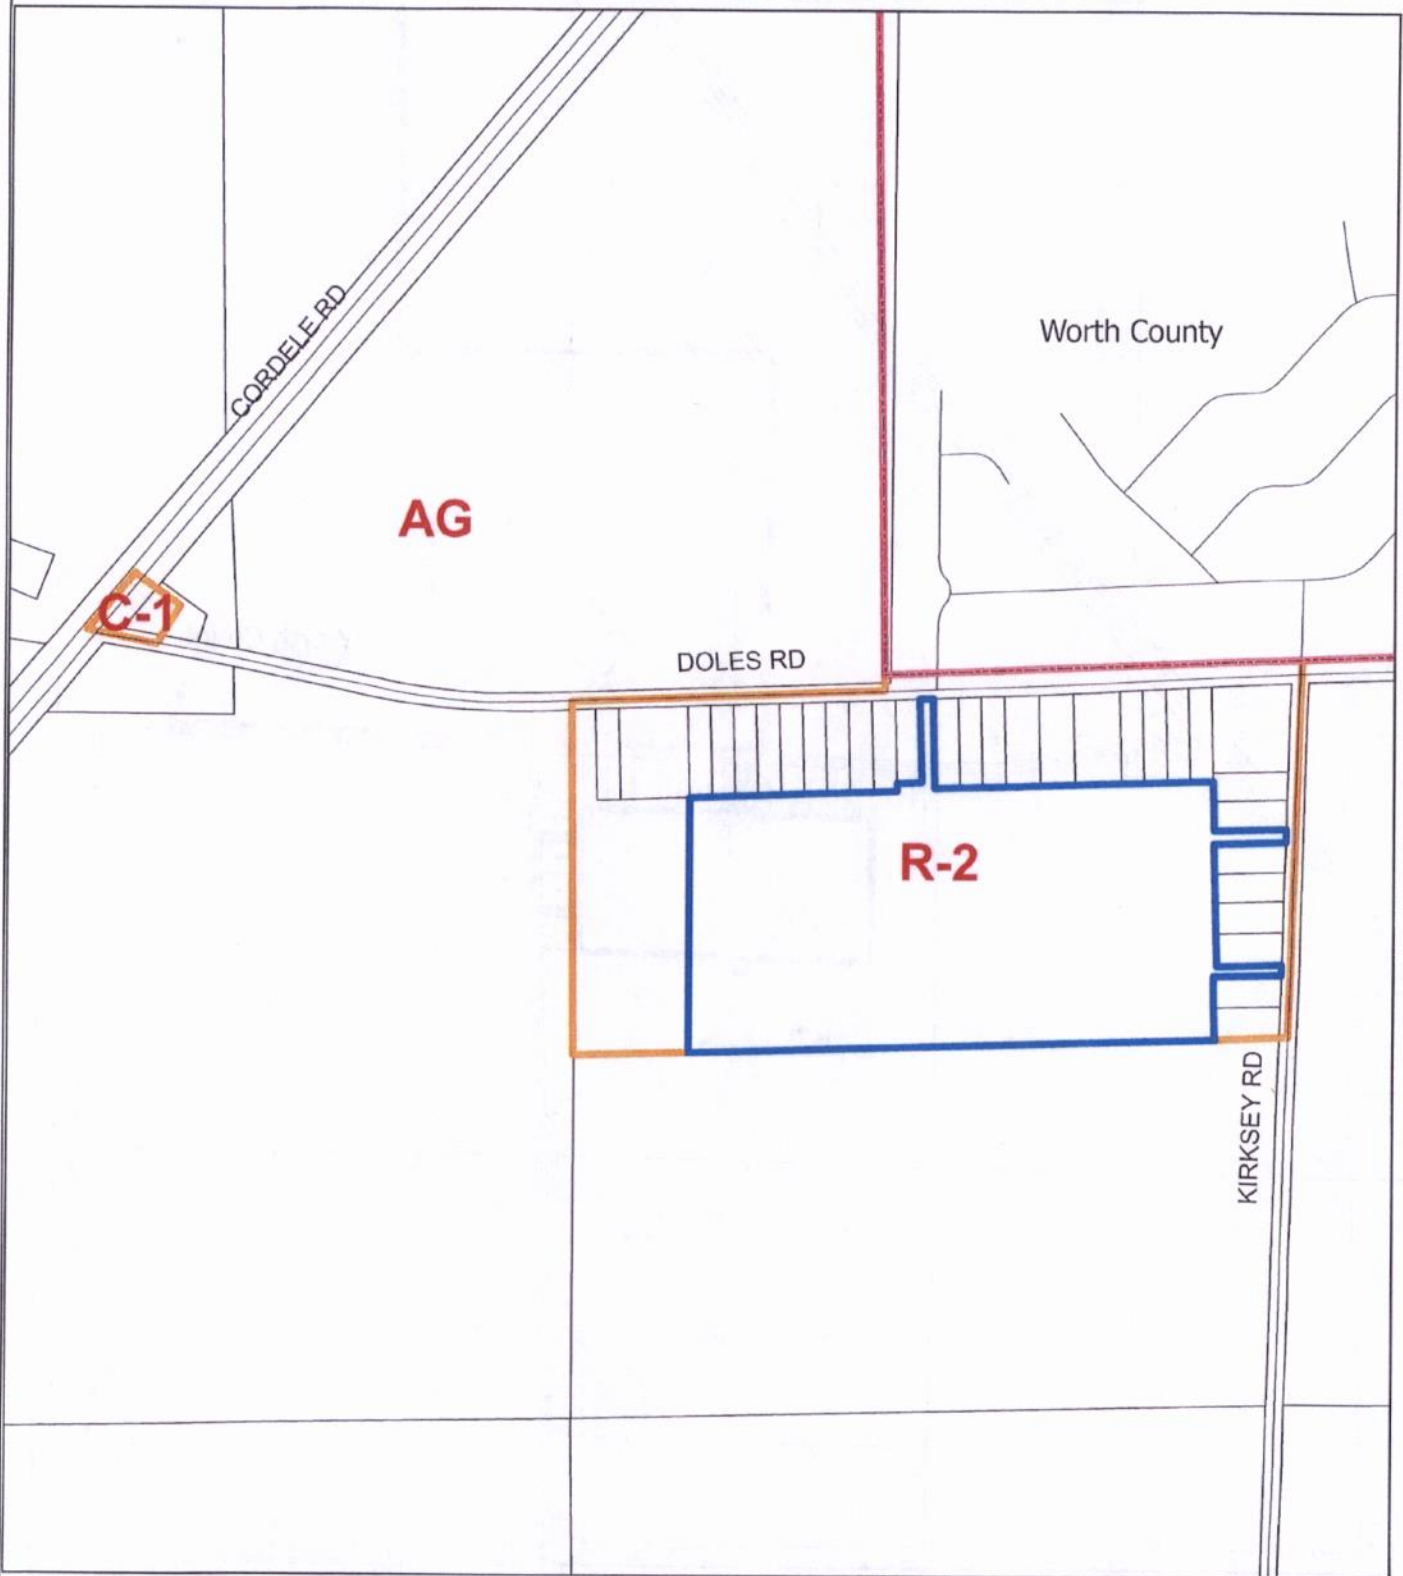 CORDELE RD
Worth County
AG
C-1
DOLES RD
R-2
KIRKSEY RD